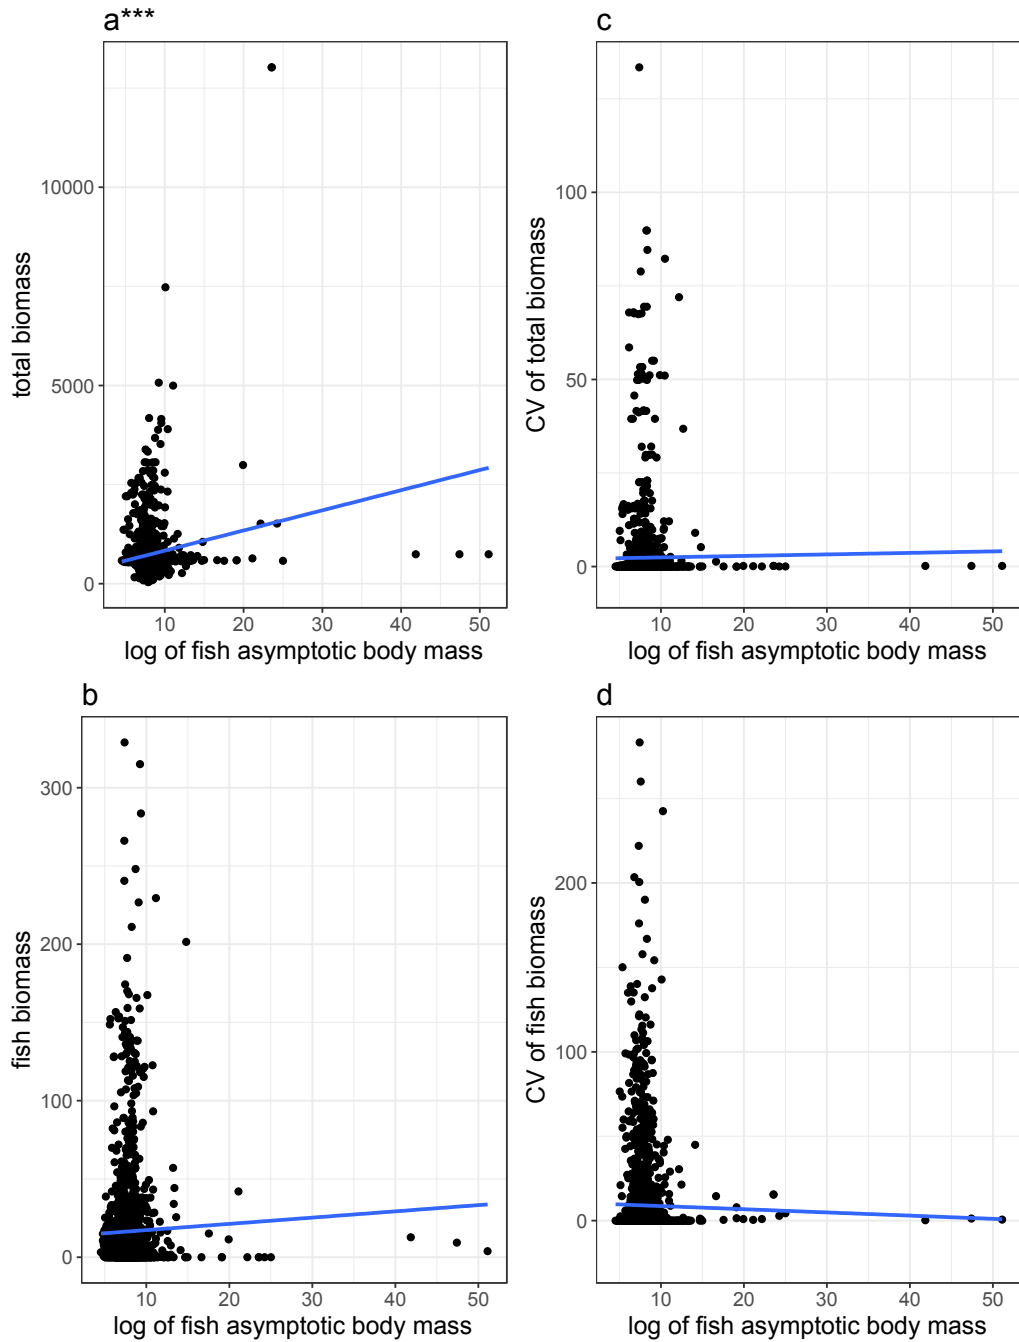 a***
total biomass
10000
5000
0
10 20 30 40 50
log of fish asymptotic body mass
c
CV of total biomass
100
50
0
10 20 30 40 50
log of fish asymptotic body mass
b
fish biomass
300
200
100
0
10 20 30 40 50
log of fish asymptotic body mass
d
CV of fish biomass
200
100
0
10 20 30 40 50
log of fish asymptotic body mass